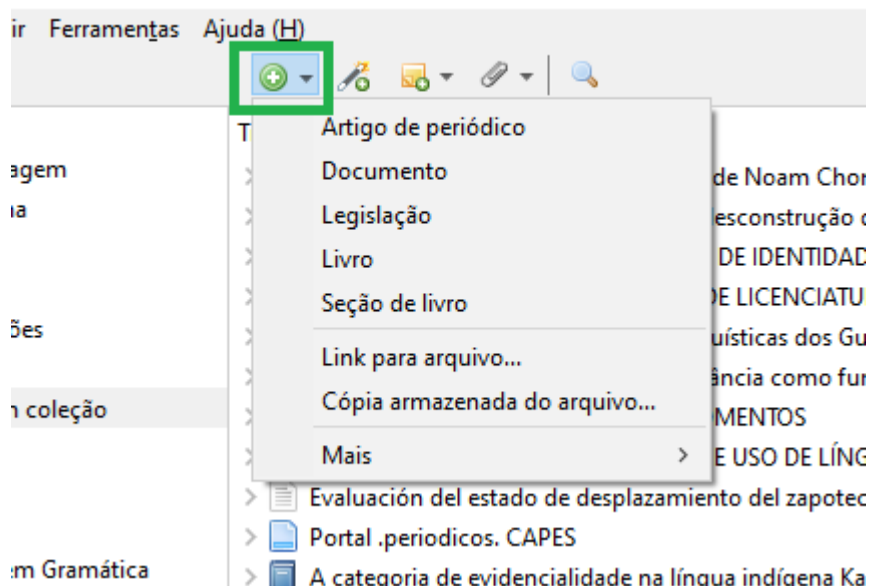 ir Ferramentas Ajuda (H)
T
Artigo de periódico
agem
Documento
de Noam Chor
na
Legislação
esconstrução
Livro
DE IDENTIDAD
Seção de livro
DE LICENCIATU
ões
uísticas dos Gu
Link para arquivo...
ância como fur
coleção
Cópia armazenada do arquivo...
MENTOS
Mais
E USO DE LÍNG
Evaluación del estado de desplazamiento del zapotec
Portal .periodicos. CAPES
em Gramática
A categoria de evidencialidade na língua indígena Ka